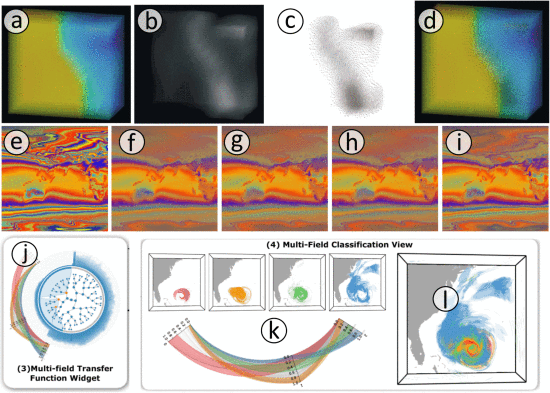 a
b
c
d
e
f
g
h
i
j
(3)Multi-field Transfer
Function Widget
(4) Multi-Field Classification View
k
l